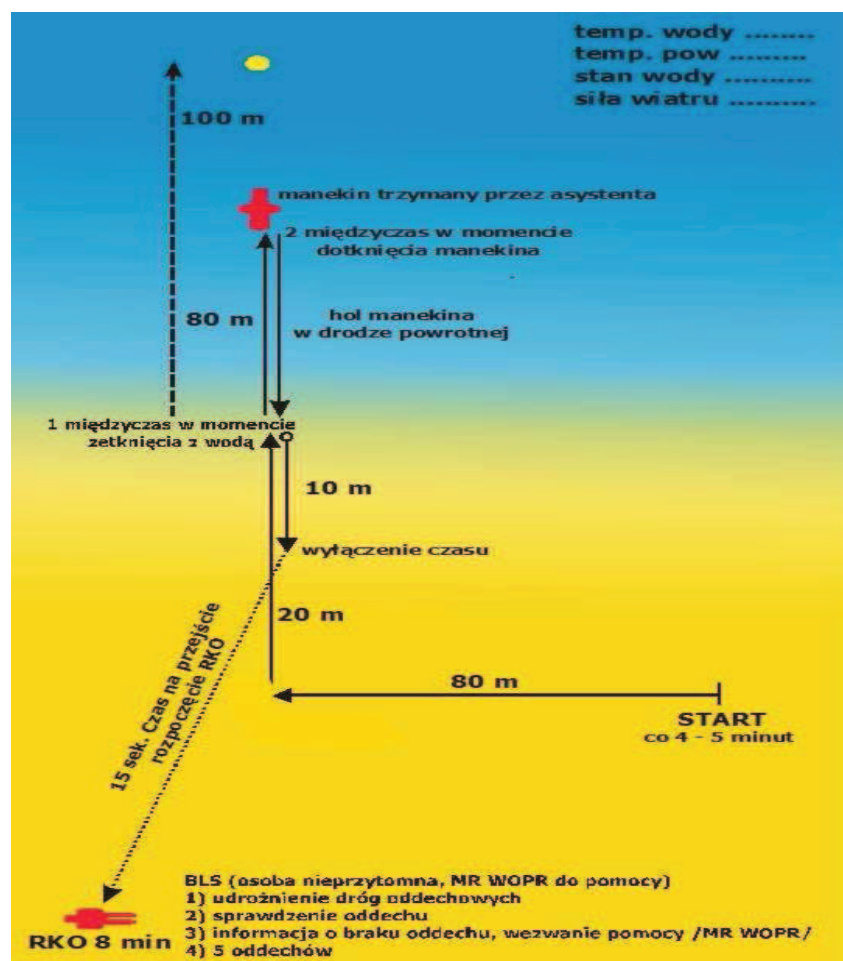 temp. wody ........
temp. pow ..........
stan wody ..........
siła wiatru ..........
100 m
manekin trzymany przez asystenta
2 międzyczas w momencie
dotknięcia manekina
80 m
hol manekina
w drodze powrotnej
1 międzyczas w momencie
zetknięcia z wodą
10 m
wyłączenie czasu
20 m
80 m
START
co 4 - 5 minut
15 sek. Czas na przejście
rozpoczęcie RKO
BLS (osoba nieprzytomna, MR WOPR do pomocy)
1) udrożnienie dróg oddechowych
2) sprawdzenie oddechu
3) informacja o braku oddechu, wezwanie pomocy /MR WOPR/
4) 5 oddechów
RKO 8 min